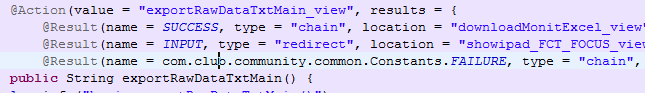 @Action(value = "exportRawDataTxtMain_view", results = {
@Result(name = SUCCESS, type = "chain", location = "downloadMonitExcel_view"
@Result(name = INPUT, type = "redirect", location = "showipad_FCT_FOCUS_view
@Result(name = com.club.community.common.Constants.FAILURE, type = "chain",
public String exportRawDataTxtMain() {